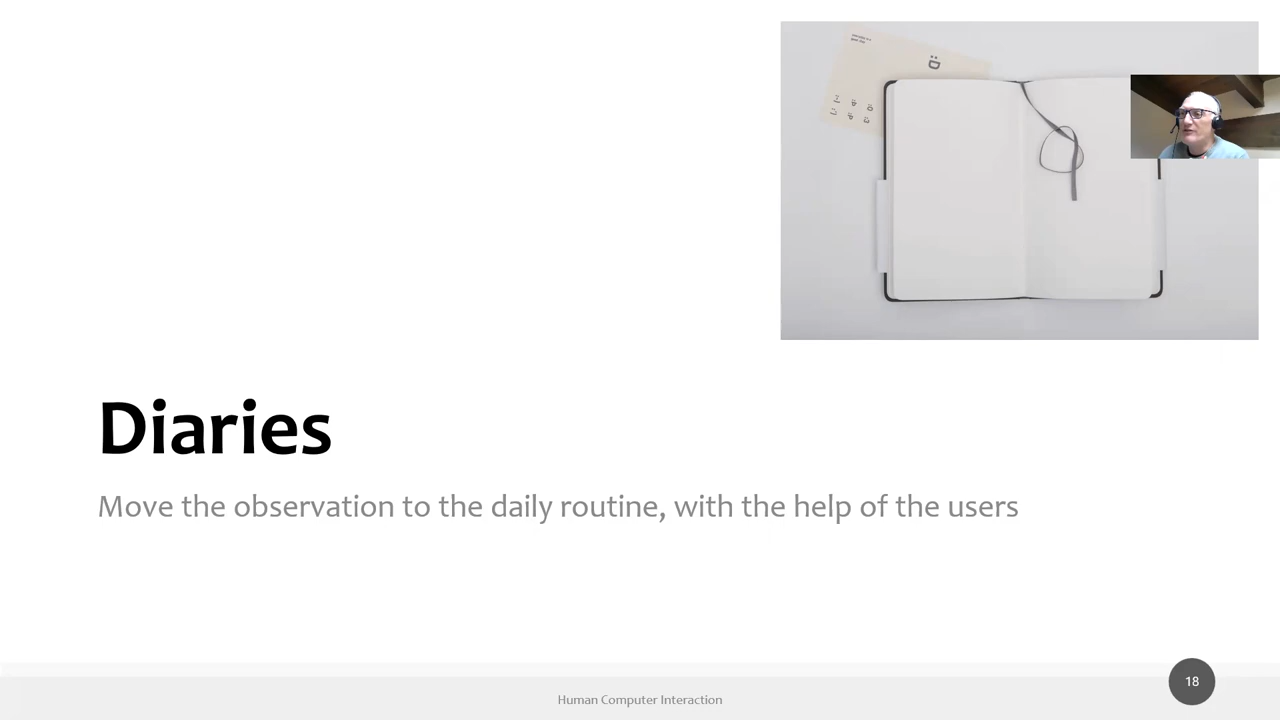 Diaries
Move the observation to the daily routine, with the help of the users
Human Computer Interaction
18